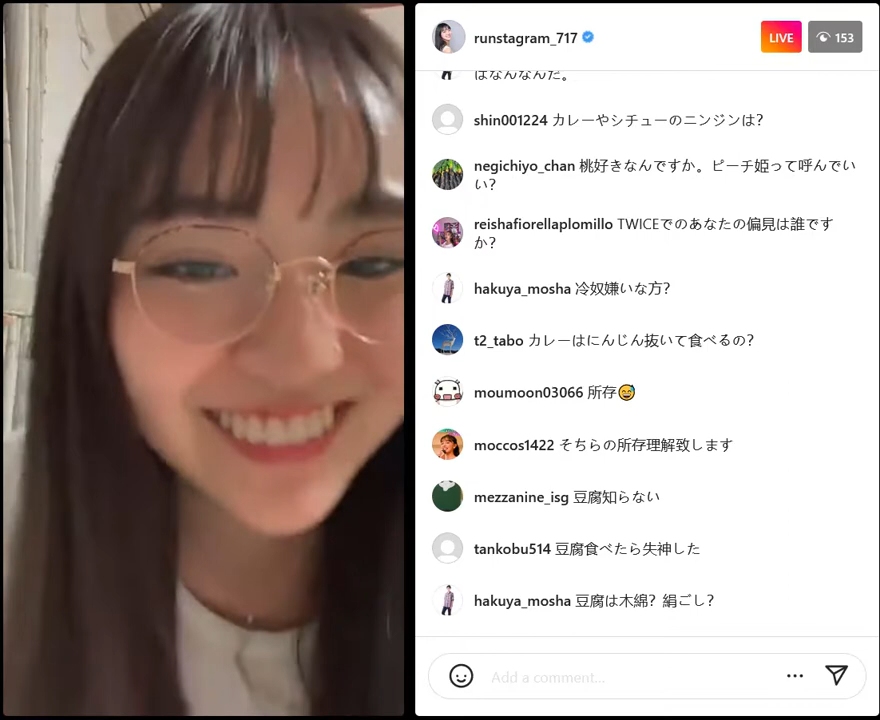 runstagram_717
LIVE
153
はなんなんだ。
shin001224 カレーやシチューのニンジンは？
negichiyo_chan 桃好きなんですか。ピーチ姫って呼んでい
い？
reishafiorellaplomillo TWICEでのあなたの偏見は誰です
か？
hakuya_mosha 冷奴嫌いな方？
t2_tabo カレーはにんじん抜いて食べるの？
moumoon03066 所存😅
moccos1422 そちらの所存理解致します
mezzanine_isg 豆腐知らない
tankobu514 豆腐食べたら失神した
hakuya_mosha 豆腐は木綿？絹ごし？
Add a comment...